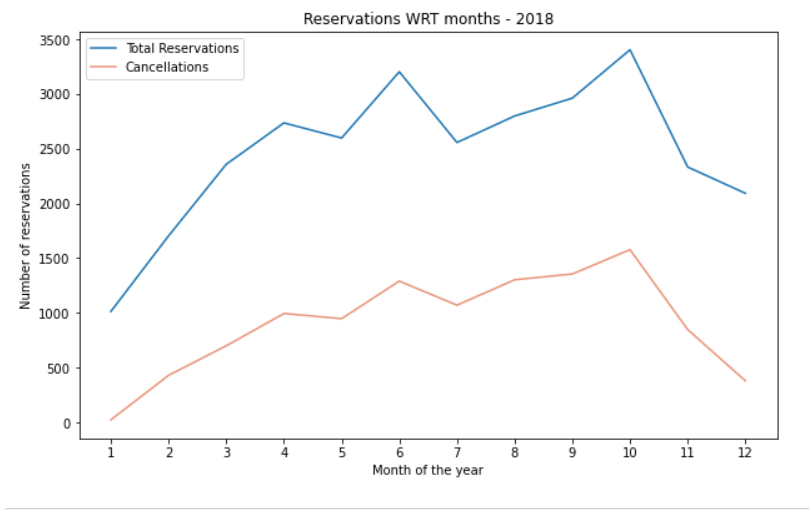 Reservations WRT months - 2018
Total Reservations
Cancellations
3500
3000
2500
2000
1500
1000
500
0
Number of reservations
1 2 3 4 5 6 7 8 9 10 11 12
Month of the year